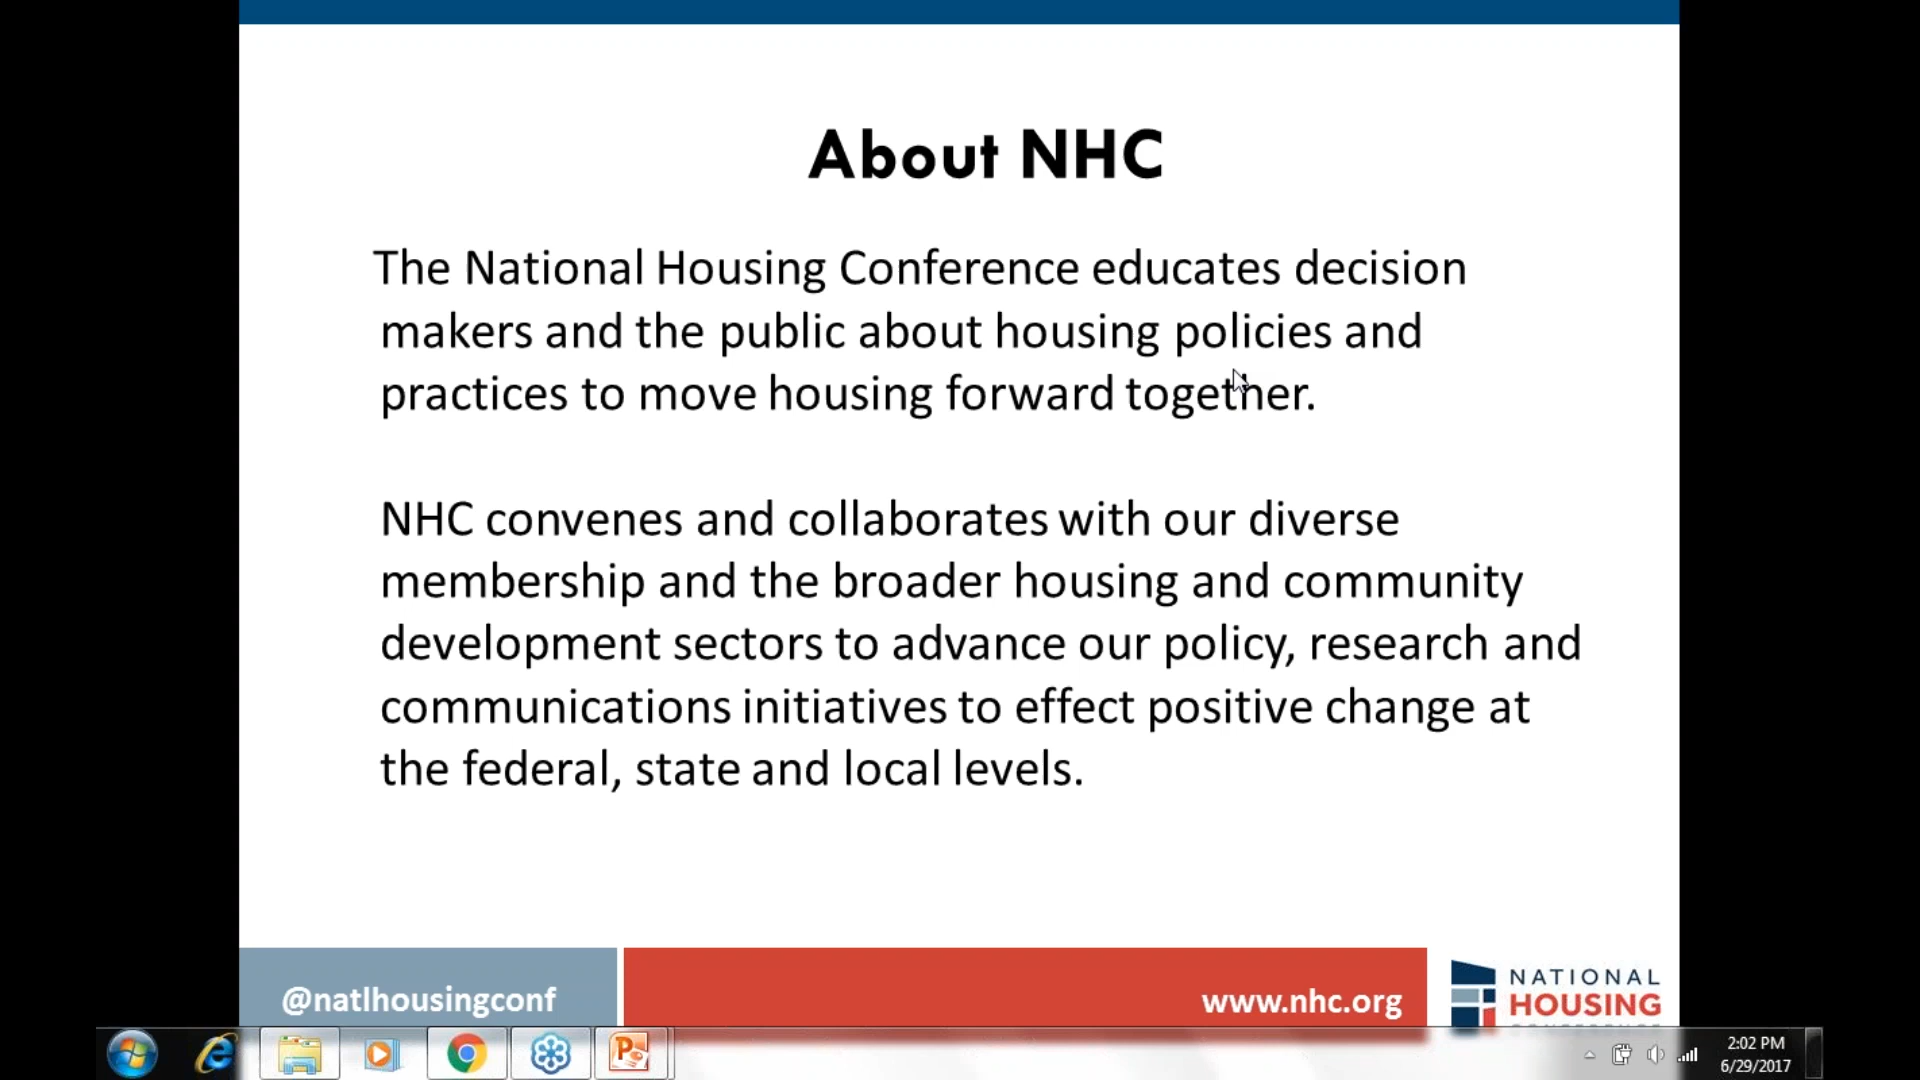 About NHC
The National Housing Conference educates decision
makers and the public about housing policies and
practices to move housing forward together.
NHC convenes and collaborates with our diverse
membership and the broader housing and community
development sectors to advance our policy, research and
communications initiatives to effect positive change at
the federal, state and local levels.
@natlhousingconf
www.nhc.org
NATIONAL
HOUSING
2:02 PM
6/29/2017